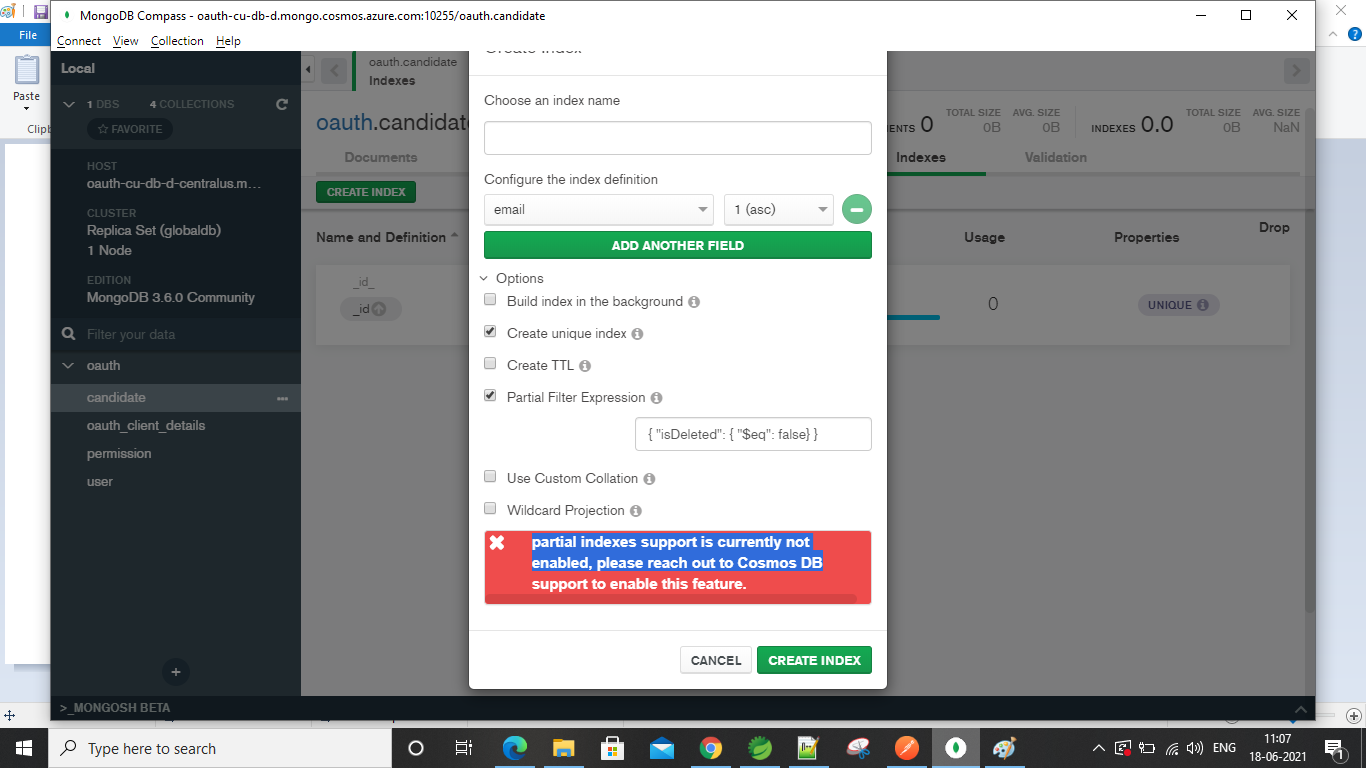 MongoDB Compass - oauth-cu-db-d.mongo.cosmos.azure.com:10255/oauth.candidate
File
Connect View Collection Help
Paste
Local
1 DBS 4 COLLECTIONS
FAVORITE
HOST
oauth-cu-db-d-centralus.m...
CLUSTER
Replica Set (globaldb)
1 Node
EDITION
MongoDB 3.6.0 Community
Filter your data
oauth
candidate
oauth_client_details
permission
user
>_MONGOSH BETA
oauth.candidate
Indexes
oauth.candidate
ENTS 0 TOTAL SIZE 0B AVG. SIZE 0B INDEXES 0.0 TOTAL SIZE 0B AVG. SIZE NaN
Documents Indexes Validation
CREATE INDEX
Name and Definition Usage Properties Drop
_id_
_id
0
UNIQUE
Create Index
Choose an index name
Configure the index definition
email 1 (asc)
ADD ANOTHER FIELD
Options
Build index in the background
Create unique index
Create TTL
Partial Filter Expression
{ "isDeleted": { "$eq": false} }
Use Custom Collation
Wildcard Projection
partial indexes support is currently not
enabled, please reach out to Cosmos DB
support to enable this feature.
CANCEL CREATE INDEX
Type here to search
ENG
11:07
18-06-2021
1